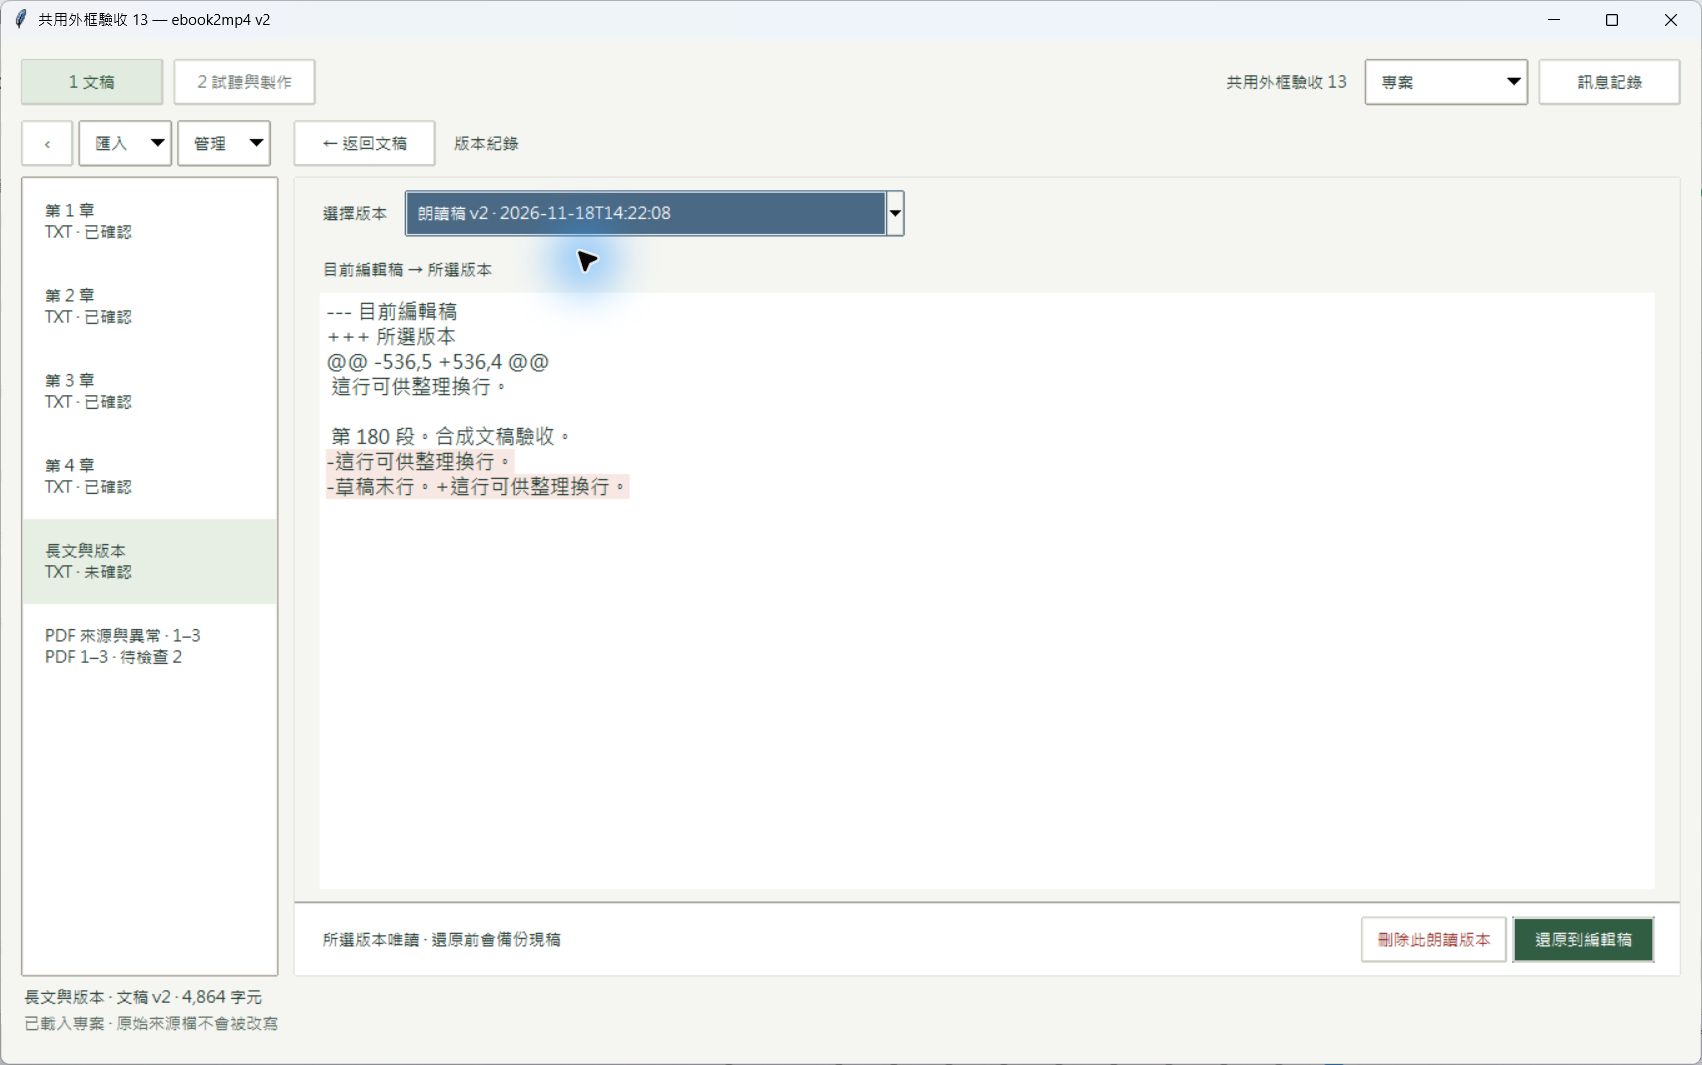 共用外框驗收 13 — ebook2mp4 v2
1 文稿
2 試聽與製作
共用外框驗收 13
專案
訊息記錄
‹
匯入
管理
← 返回文稿
版本紀錄
第 1 章
TXT · 已確認
第 2 章
TXT · 已確認
第 3 章
TXT · 已確認
第 4 章
TXT · 已確認
長文與版本
TXT · 未確認
PDF 來源與異常 · 1–3
PDF 1–3 · 待檢查 2
選擇版本
朗讀稿 v2 · 2026-11-18T14:22:08
目前編輯稿 → 所選版本
--- 目前編輯稿
+++ 所選版本
@@ -536,5 +536,4 @@
這行可供整理換行。
第 180 段。合成文稿驗收。
-這行可供整理換行。
-草稿末行。+這行可供整理換行。
所選版本唯讀 · 還原前會備份現稿
刪除此朗讀版本
還原到編輯稿
長文與版本 · 文稿 v2 · 4,864 字元
已載入專案 · 原始來源檔不會被改寫